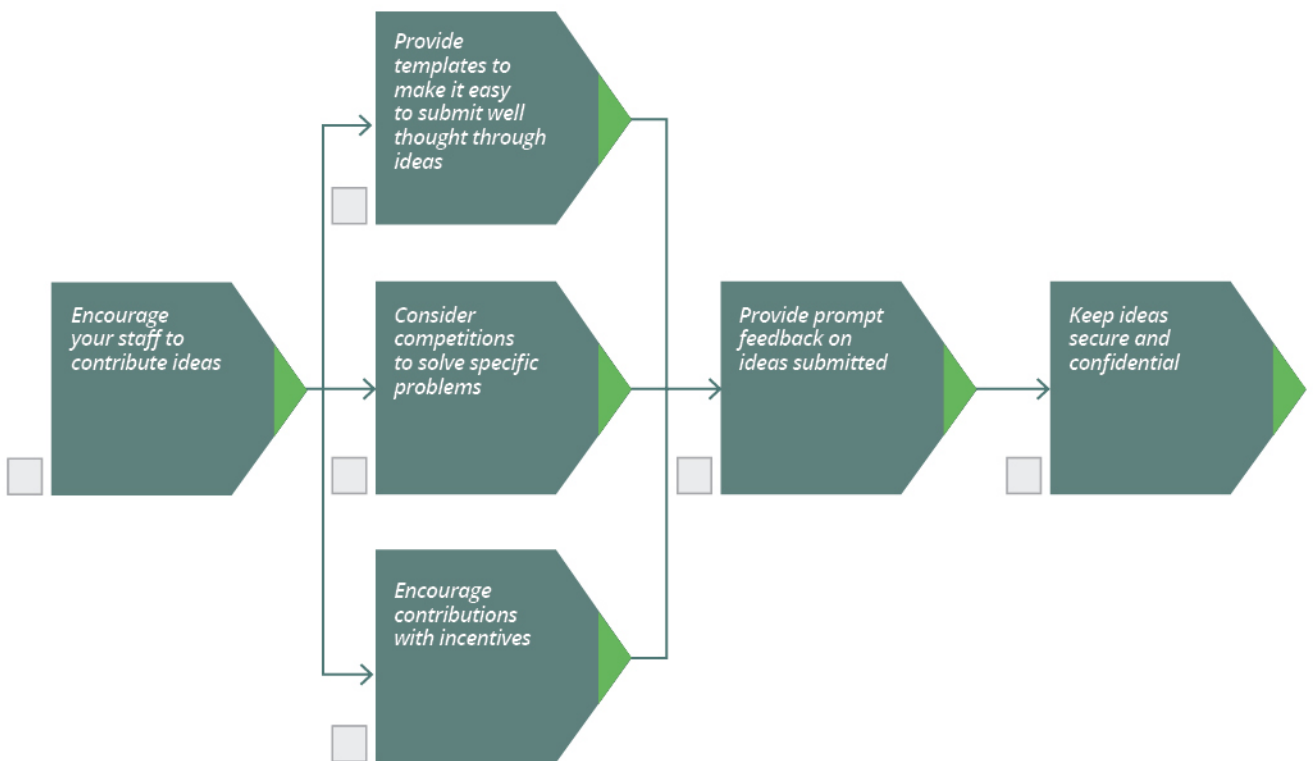 Provide
templates to
make it easy
to submit well
thought through
ideas
Encourage
your staff to
contribute ideas
Consider
competitions
to solve specific
problems
Provide prompt
feedback on
ideas submitted
Keep ideas
secure and
confidential
Encourage
contributions
with incentives